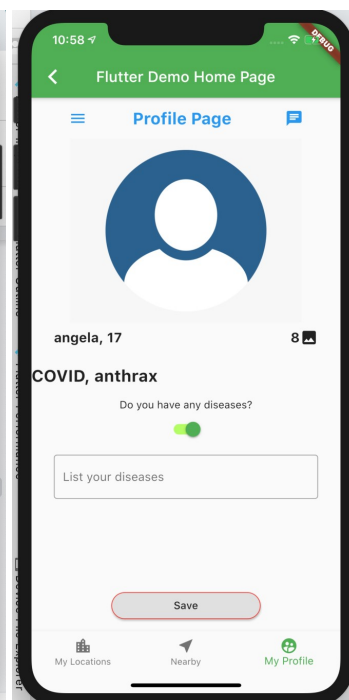 10:58
DEBUG
Flutter Demo Home Page
Profile Page
angela, 17
8
COVID, anthrax
Do you have any diseases?
List your diseases
Save
My Locations
Nearby
My Profile